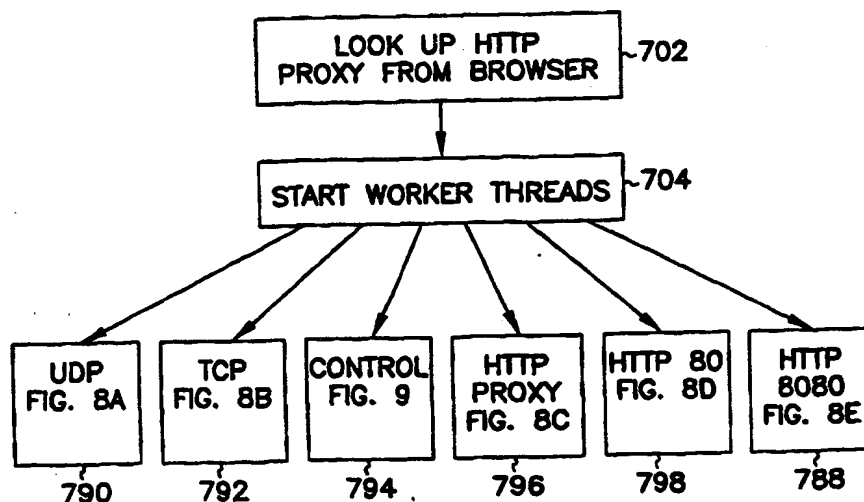 LOOK UP HTTP
PROXY FROM BROWSER
702
START WORKER THREADS
704
UDP
FIG. 8A
TCP
FIG. 8B
CONTROL
FIG. 9
HTTP
PROXY
FIG. 8C
HTTP 80
FIG. 8D
HTTP
8080
FIG. 8E
790
792
794
796
798
788